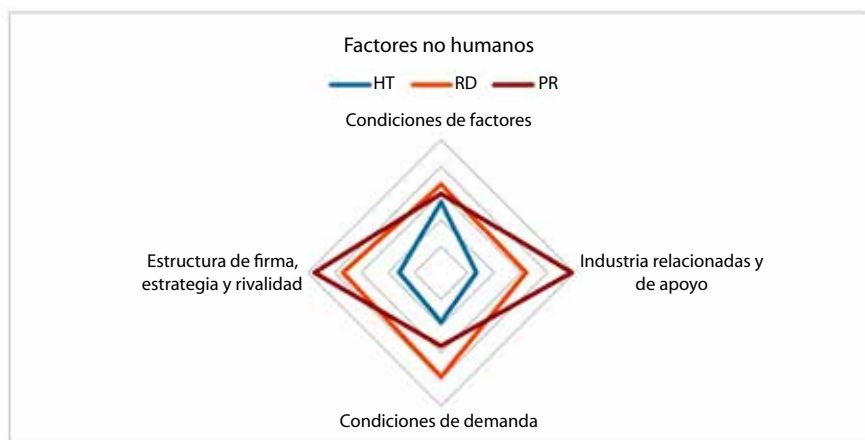 Factores no humanos
HT RD PR
Condiciones de factores
Estructura de firma,
estrategia y rivalidad
Industria relacionadas y
de apoyo
Condiciones de demanda